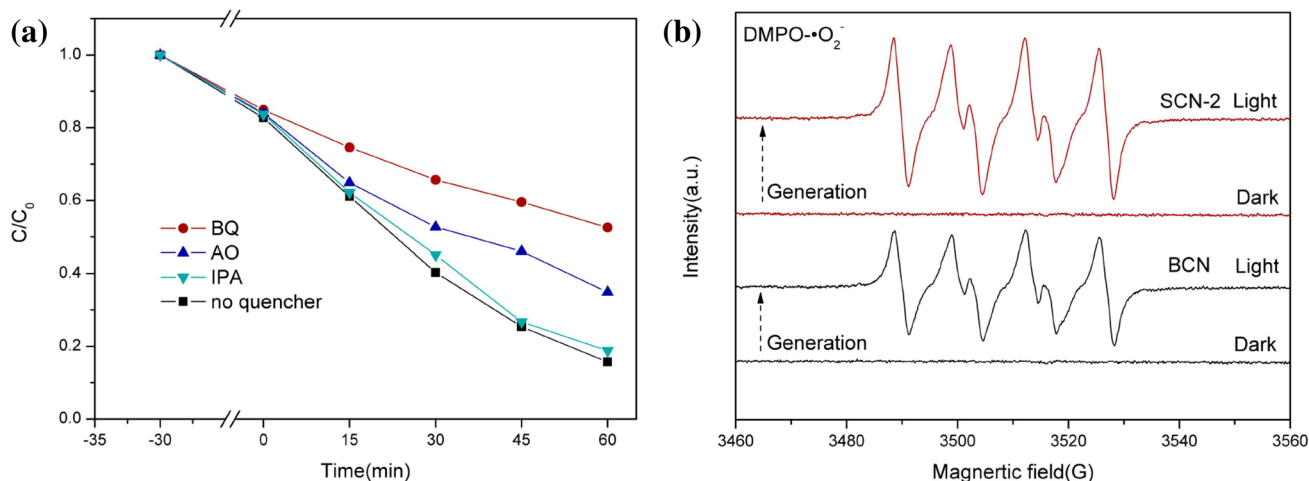 (a)
1.0
0.8
0.6
0.4
0.2
0.0
C/C0
BQ
AO
IPA
no quencher
-35 -30 0 15 30 45 60
Time(min)
(b)
DMPO-•O2-
SCN-2 Light
Generation
Dark
BCN Light
Generation
Dark
Intensity(a.u.)
3460 3480 3500 3520 3540 3560
Magnertic field(G)